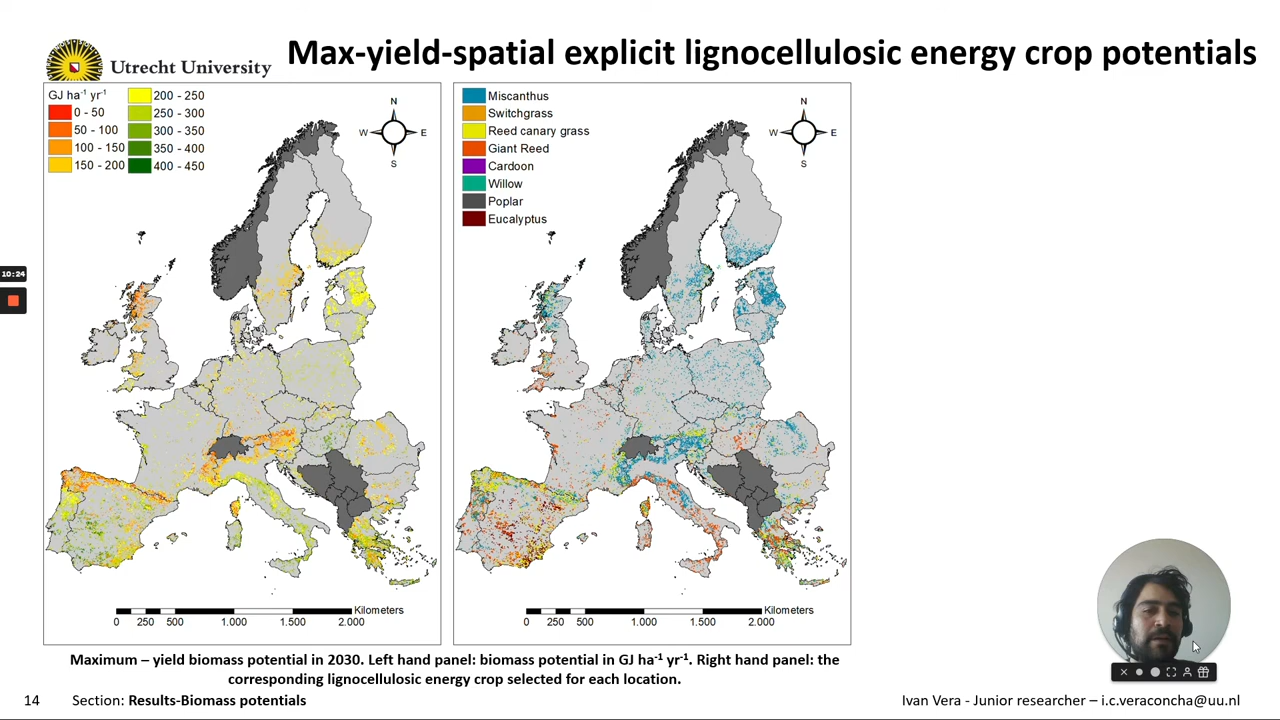 Utrecht University
Max-yield-spatial explicit lignocellulosic energy crop potentials
GJ ha⁻¹ yr⁻¹
0 - 50
50 - 100
100 - 150
150 - 200
200 - 250
250 - 300
300 - 350
350 - 400
400 - 450
N
W E
S
Kilometers
0 250 500 1.000 1.500 2.000
Miscanthus
Switchgrass
Reed canary grass
Giant Reed
Cardoon
Willow
Poplar
Eucalyptus
N
W E
S
Kilometers
0 250 500 1.000 1.500 2.000
10:24
Maximum – yield biomass potential in 2030. Left hand panel: biomass potential in GJ ha⁻¹ yr⁻¹. Right hand panel: the
corresponding lignocellulosic energy crop selected for each location.
14 Section: Results-Biomass potentials Ivan Vera - Junior researcher – i.c.veraconcha@uu.nl